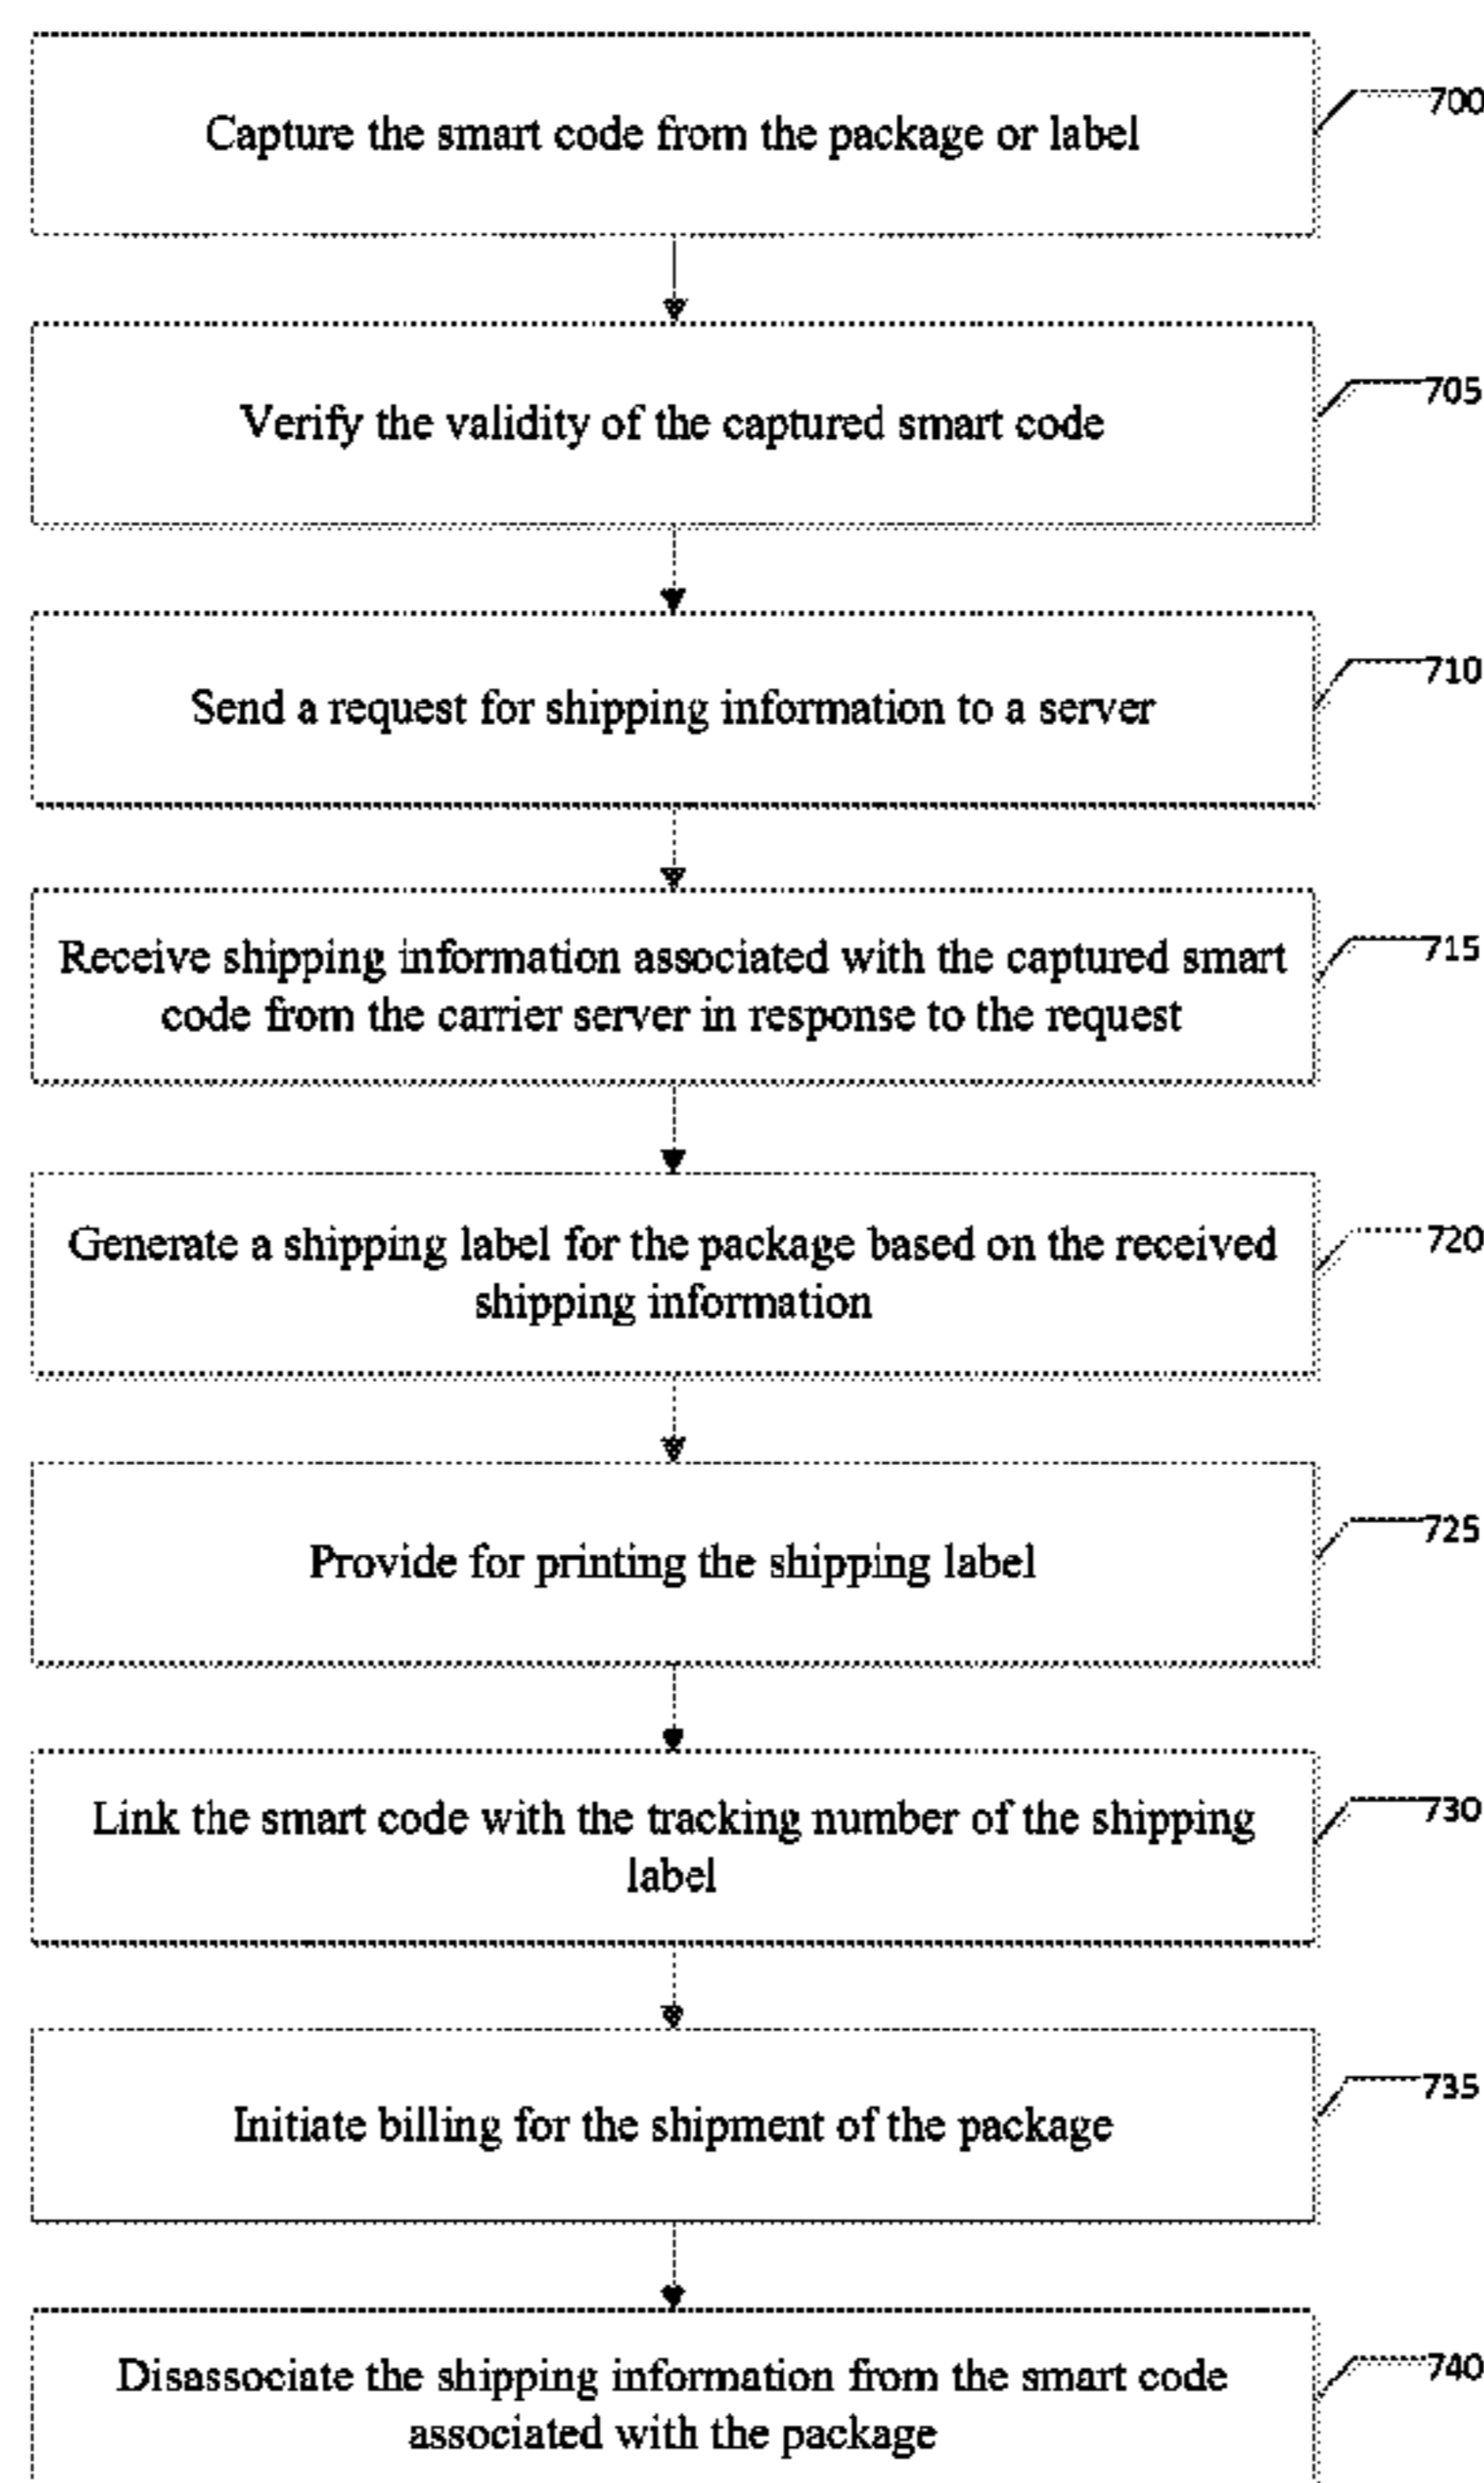 Capture the smart code from the package or label
700
Verify the validity of the captured smart code
705
Send a request for shipping information to a server
710
Receive shipping information associated with the captured smart
code from the carrier server in response to the request
715
Generate a shipping label for the package based on the received
shipping information
720
Provide for printing the shipping label
725
Link the smart code with the tracking number of the shipping
label
730
Initiate billing for the shipment of the package
735
Disassociate the shipping information from the smart code
associated with the package
740